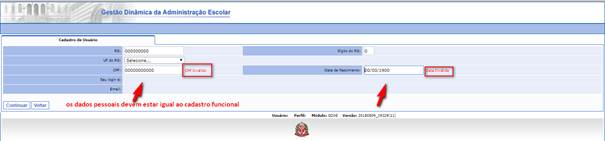 Gestão Dinâmica da Administração Escolar
Cadastro de Usuário
RG: 000000000 Dígito do RG: 0
UF do RG: Selecione...
CPF: 00000000000 CPF Inválido Data de Nascimento: 00/00/1900 Data Inválida
Seu login é:
Email:
os dados pessoais devem estar igual ao cadastro funcional
Continuar Voltar
Usuário: Perfil: Módulo: GDAE Versão: